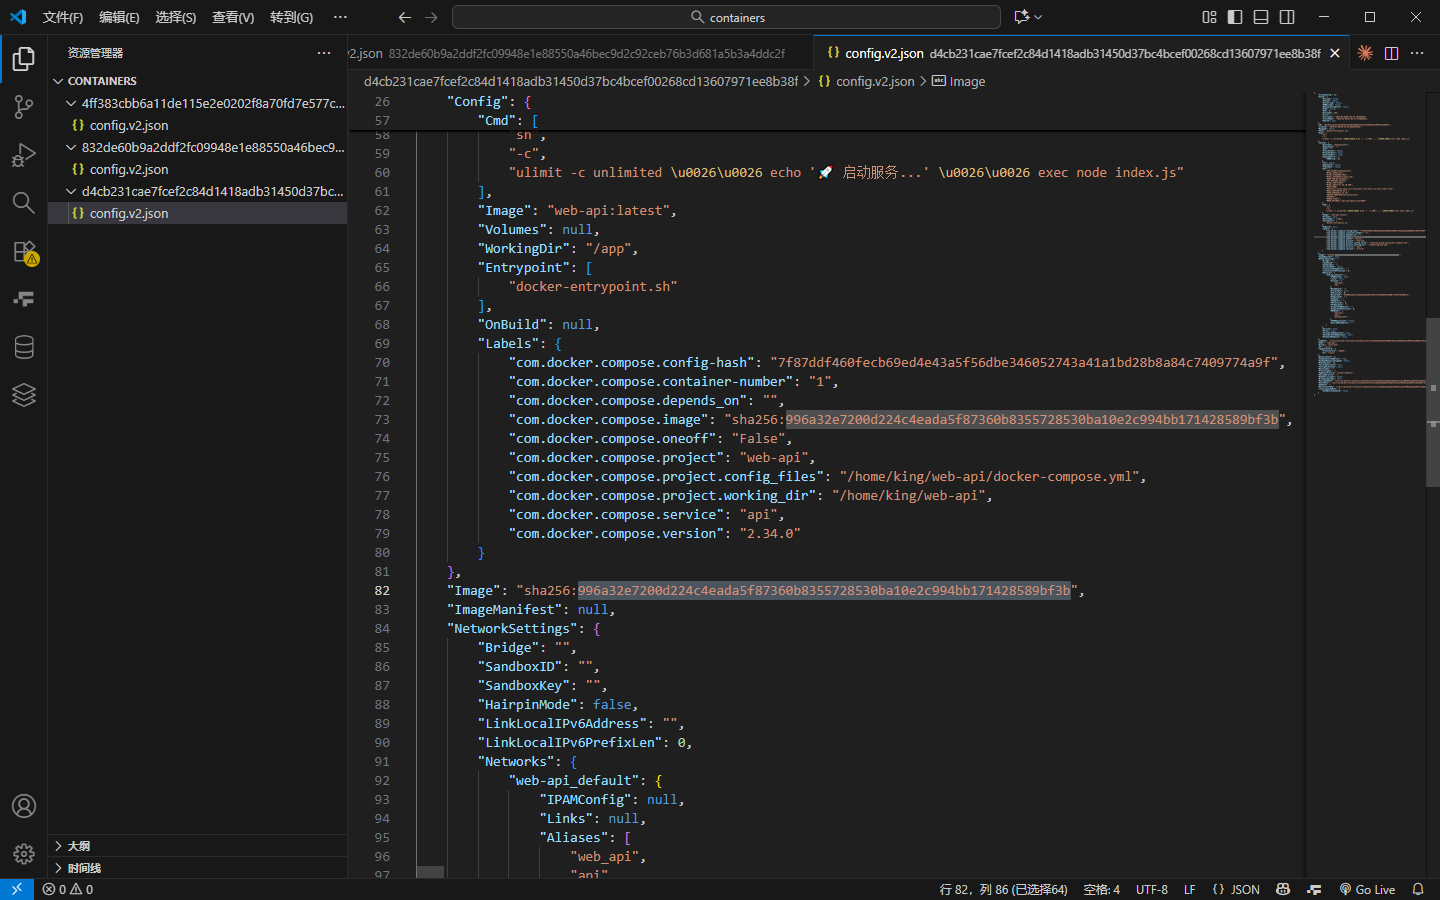 文件(F) 编辑(E) 选择(S) 查看(V) 转到(G) ··· containers
资源管理器 ···
CONTAINERS
4ff383cbb6a11de115e2e0202f8a70fd7e577c...
config.v2.json
832de60b9a2ddf2fc09948e1e88550a46bec9...
config.v2.json
d4cb231cae7fcef2c84d1418adb31450d37bc...
config.v2.json
大纲
时间线
v2.json 832de60b9a2ddf2fc09948e1e88550a46bec9d2c92ceb76b3d681a5b3a4ddc2f
config.v2.json d4cb231cae7fcef2c84d1418adb31450d37bc4bcef00268cd13607971ee8b38f
d4cb231cae7fcef2c84d1418adb31450d37bc4bcef00268cd13607971ee8b38f > {} config.v2.json > Image
26 "Config": {
57 "Cmd": [
58 "sh",
59 "-c",
60 "ulimit -c unlimited \u0026\u0026 echo '🚀 启动服务...' \u0026\u0026 exec node index.js"
61 ],
62 "Image": "web-api:latest",
63 "Volumes": null,
64 "WorkingDir": "/app",
65 "Entrypoint": [
66 "docker-entrypoint.sh"
67 ],
68 "OnBuild": null,
69 "Labels": {
70 "com.docker.compose.config-hash": "7f87ddf460fecb69ed4e43a5f56dbe346052743a41a1bd28b8a84c7409774a9f",
71 "com.docker.compose.container-number": "1",
72 "com.docker.compose.depends_on": "",
73 "com.docker.compose.image": "sha256:996a32e7200d224c4eada5f87360b8355728530ba10e2c994bb171428589bf3b",
74 "com.docker.compose.oneoff": "False",
75 "com.docker.compose.project": "web-api",
76 "com.docker.compose.project.config_files": "/home/king/web-api/docker-compose.yml",
77 "com.docker.compose.project.working_dir": "/home/king/web-api",
78 "com.docker.compose.service": "api",
79 "com.docker.compose.version": "2.34.0"
80 }
81 },
82 "Image": "sha256:996a32e7200d224c4eada5f87360b8355728530ba10e2c994bb171428589bf3b",
83 "ImageManifest": null,
84 "NetworkSettings": {
85 "Bridge": "",
86 "SandboxID": "",
87 "SandboxKey": "",
88 "HairpinMode": false,
89 "LinkLocalIPv6Address": "",
90 "LinkLocalIPv6PrefixLen": 0,
91 "Networks": {
92 "web-api_default": {
93 "IPAMConfig": null,
94 "Links": null,
95 "Aliases": [
96 "web_api",
97 "api"
0 0 行 82，列 86 (已选择64) 空格: 4 UTF-8 LF {} JSON Go Live